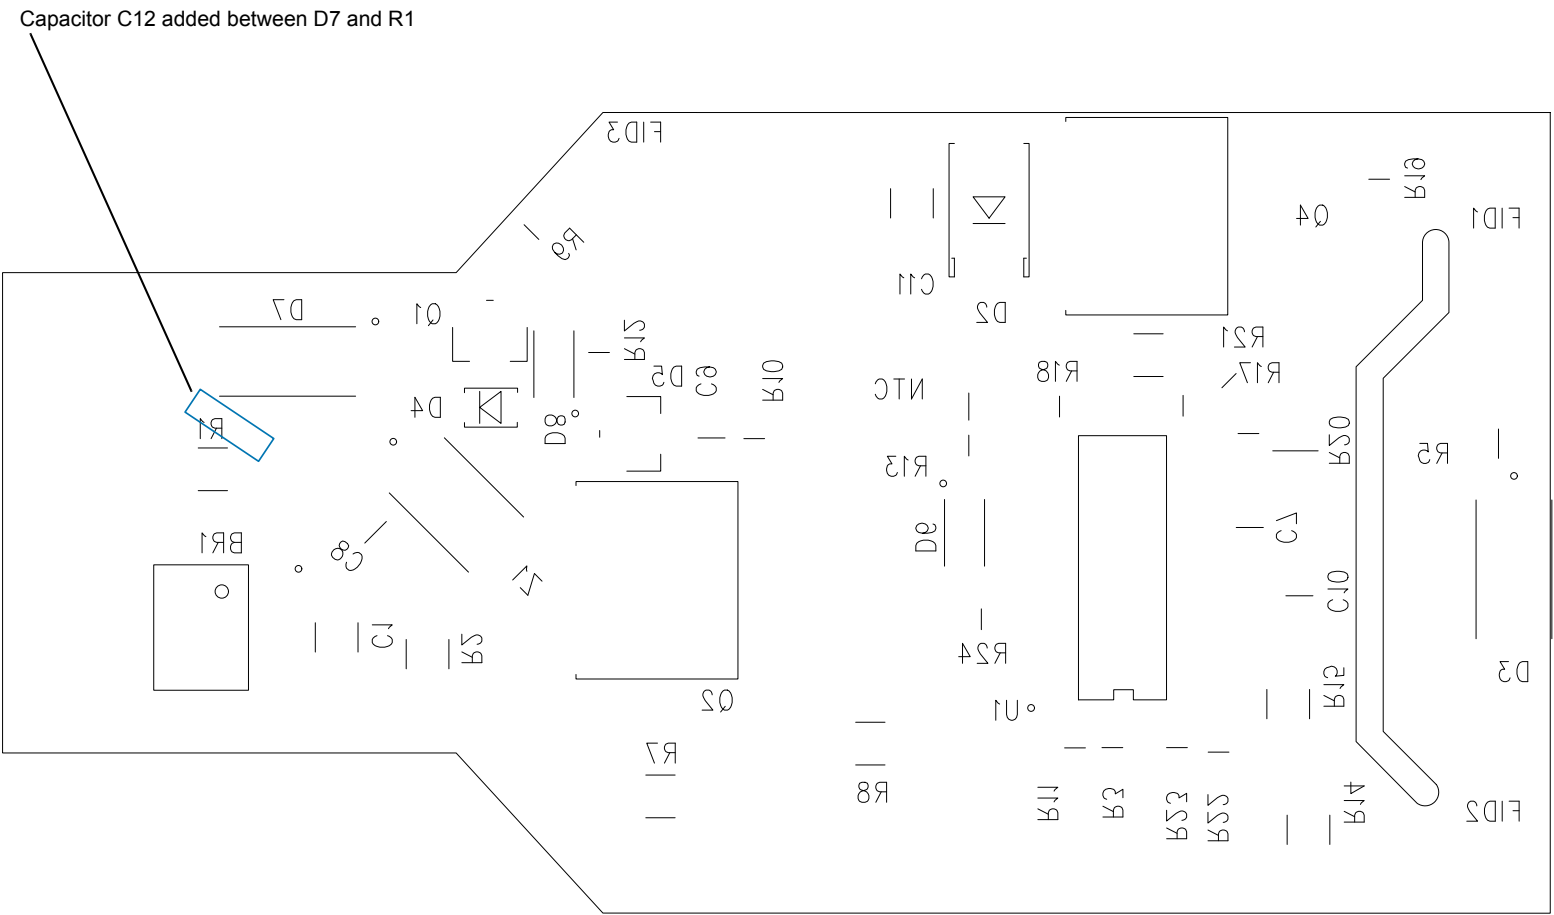 Capacitor C12 added between D7 and R1
FID3
R19
Q4
FID1
R9
C11
D2
D7
Q1
R12
R21
D5
C9
R10
NTC
R18
R17
D4
D8
R1
R20
R5
R13
BR1
C8
D6
C7
Z1
C10
C1
R2
R24
D3
Q2
U1
R15
R7
R8
R11
R3
R23
R22
R14
FID2